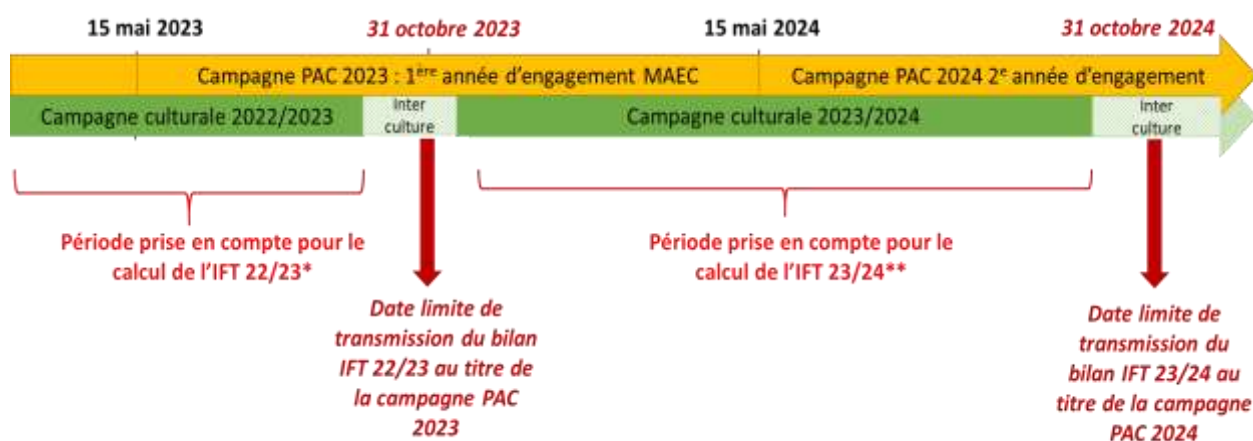 15 mai 2023
31 octobre 2023
15 mai 2024
31 octobre 2024
Campagne PAC 2023 : 1ère année d'engagement MAEC
Campagne PAC 2024 2e année d'engagement
Campagne culturale 2022/2023
Inter
culture
Campagne culturale 2023/2024
Inter
culture
Période prise en compte pour le
calcul de l'IFT 22/23*
Période prise en compte pour le
calcul de l'IFT 23/24**
Date limite de
transmission du bilan
IFT 22/23 au titre de
la campagne PAC
2023
Date limite de
transmission du
bilan IFT 23/24 au
titre de la campagne
PAC 2024